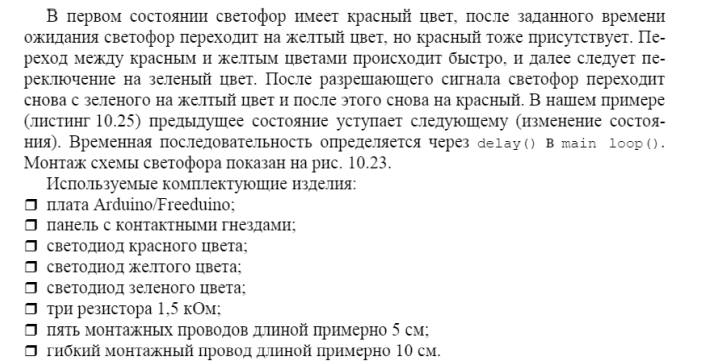 В первом состоянии светофор имеет красный цвет, после заданного времени
ожидания светофор переходит на желтый цвет, но красный тоже присутствует. Пе-
реход между красным и желтым цветами происходит быстро, и далее следует пе-
реключение на зеленый цвет. После разрешающего сигнала светофор переходит
снова с зеленого на желтый цвет и после этого снова на красный. В нашем примере
(листинг 10.25) предыдущее состояние уступает следующему (изменение состоя-
ния). Временная последовательность определяется через delay() в main loop().
Монтаж схемы светофора показан на рис. 10.23.
Используемые комплектующие изделия:
❒ плата Arduino/Freeduino;
❒ панель с контактными гнездами;
❒ светодиод красного цвета;
❒ светодиод желтого цвета;
❒ светодиод зеленого цвета;
❒ три резистора 1,5 кОм;
❒ пять монтажных проводов длиной примерно 5 см;
❒ гибкий монтажный провод длиной примерно 10 см.